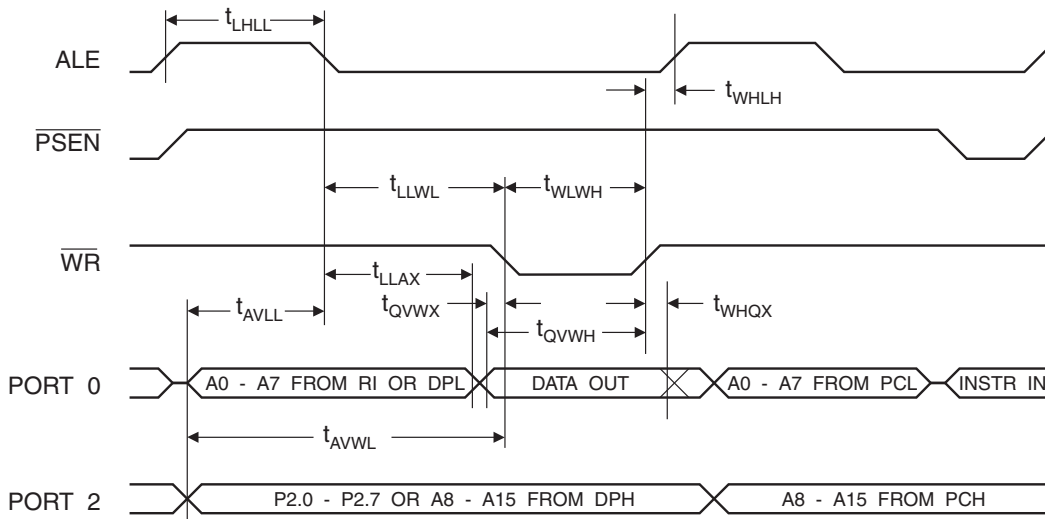 tLHLL
ALE
tWHLH
PSEN
tLLWL
tWLWH
WR
tLLAX
tAVLL
tQVWX
tWHQX
tQVWH
PORT 0
A0 - A7 FROM RI OR DPL
DATA OUT
A0 - A7 FROM PCL
INSTR IN
tAVWL
PORT 2
P2.0 - P2.7 OR A8 - A15 FROM DPH
A8 - A15 FROM PCH